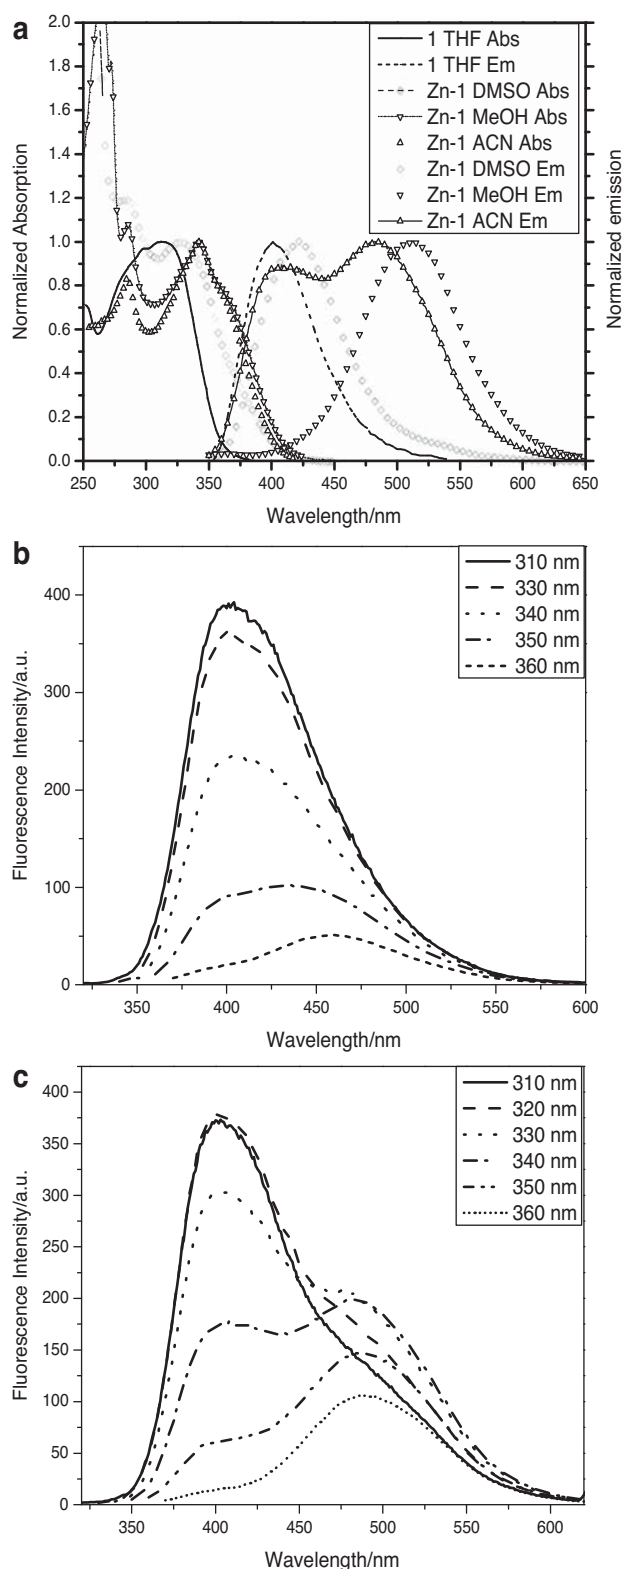 a
2.0
1.8
1.6
1.4
1.2
1.0
0.8
0.6
0.4
0.2
0.0
Normalized Absorption
Normalized emission
1 THF Abs
1 THF Em
Zn-1 DMSO Abs
Zn-1 MeOH Abs
Zn-1 ACN Abs
Zn-1 DMSO Em
Zn-1 MeOH Em
Zn-1 ACN Em
250 300 350 400 450 500 550 600 650
Wavelength/nm
b
400
300
200
100
0
Fluorescence Intensity/a.u.
310 nm
330 nm
340 nm
350 nm
360 nm
350 400 450 500 550 600
Wavelength/nm
c
400
350
300
250
200
150
100
50
0
Fluorescence Intensity/a.u.
310 nm
320 nm
330 nm
340 nm
350 nm
360 nm
350 400 450 500 550 600
Wavelength/nm